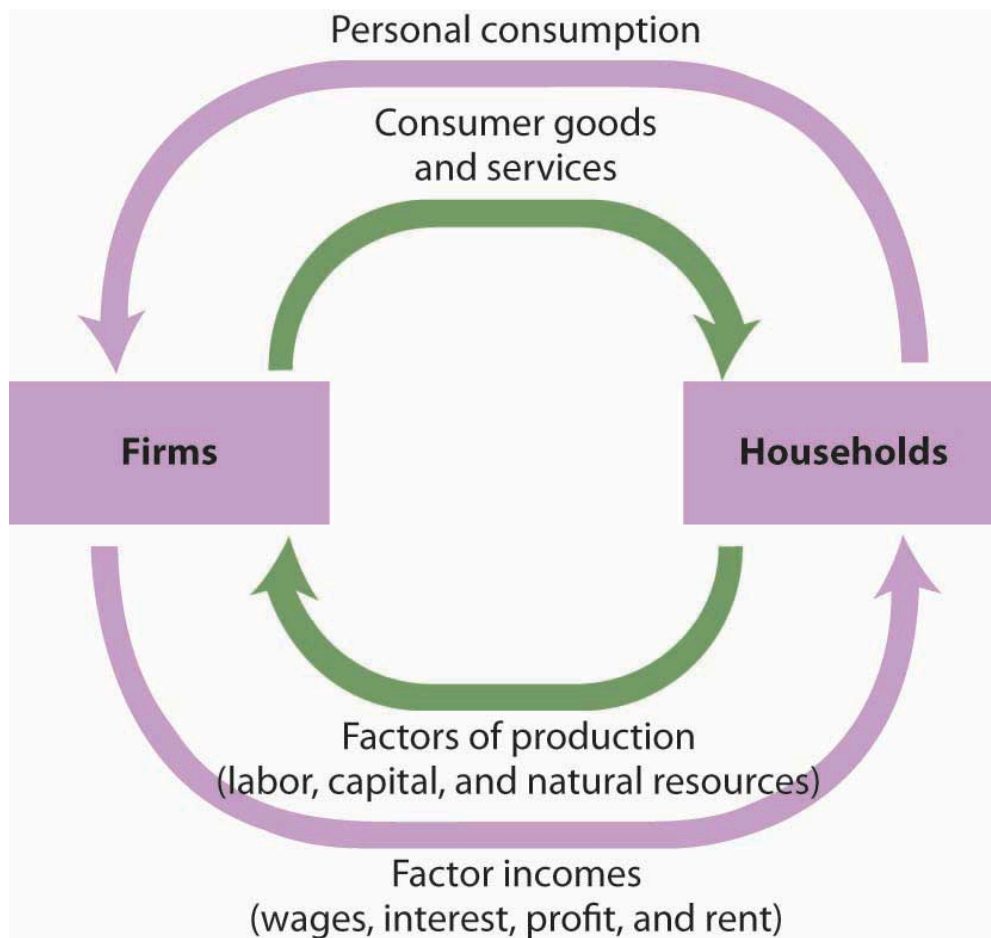 Personal consumption
Consumer goods
and services
Firms
Households
Factors of production
(labor, capital, and natural resources)
Factor incomes
(wages, interest, profit, and rent)